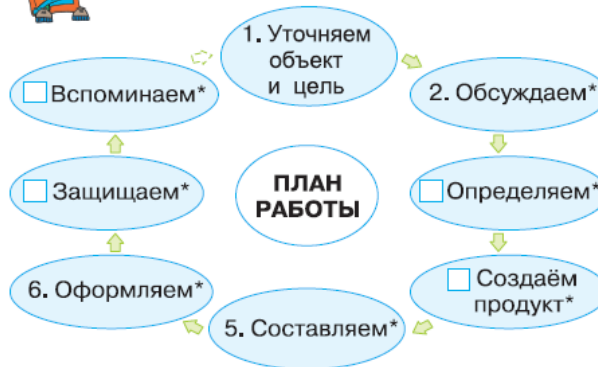 1. Уточняем
объект
и цель
2. Обсуждаем*
Определяем*
Создаём
продукт*
5. Составляем*
6. Оформляем*
Защищаем*
Вспоминаем*
ПЛАН
РАБОТЫ